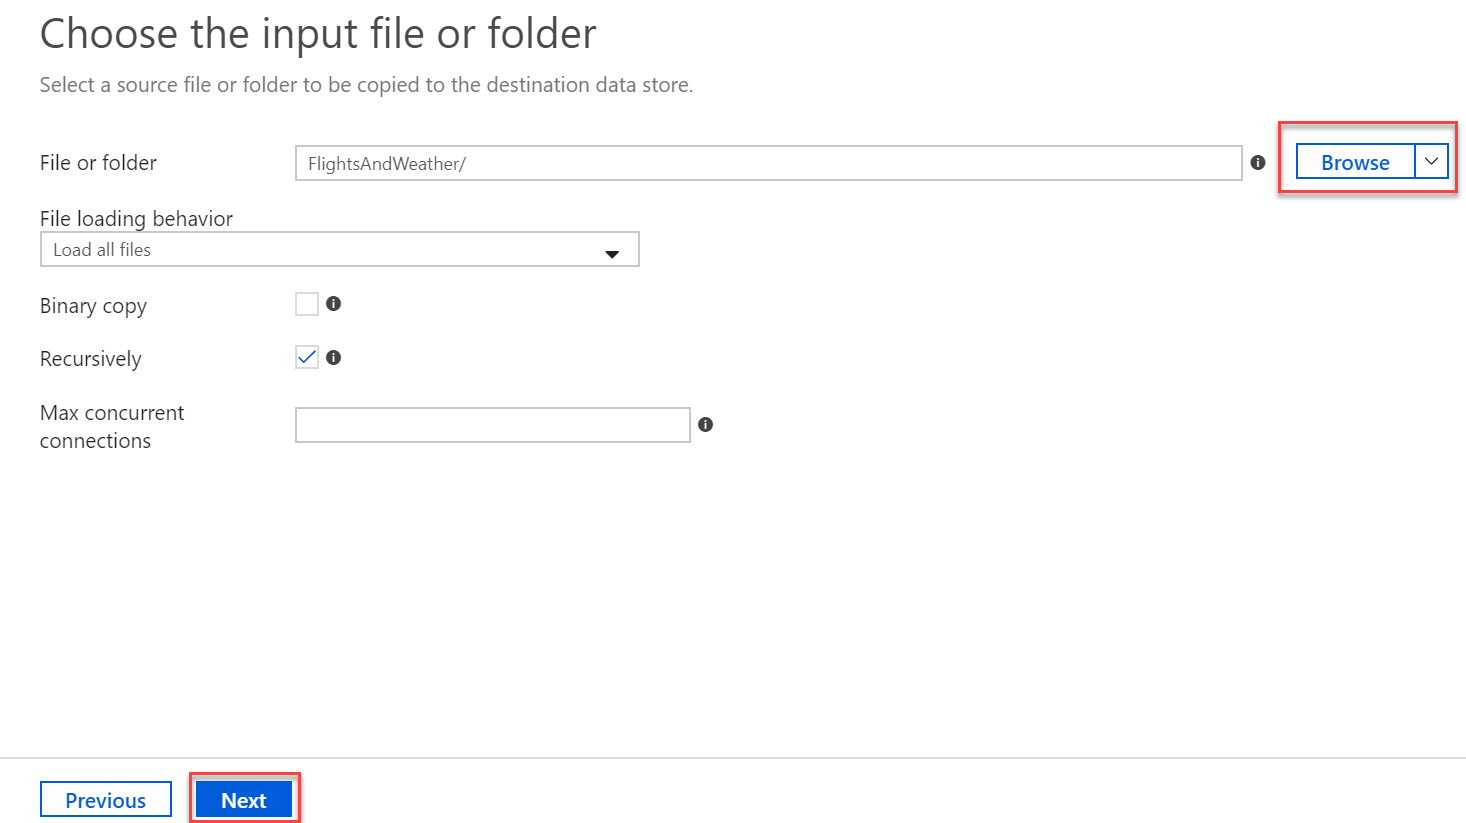 Choose the input file or folder
Select a source file or folder to be copied to the destination data store.
File or folder
FlightsAndWeather/
Browse
File loading behavior
Load all files
Binary copy
Recursively
Max concurrent
connections
Previous
Next